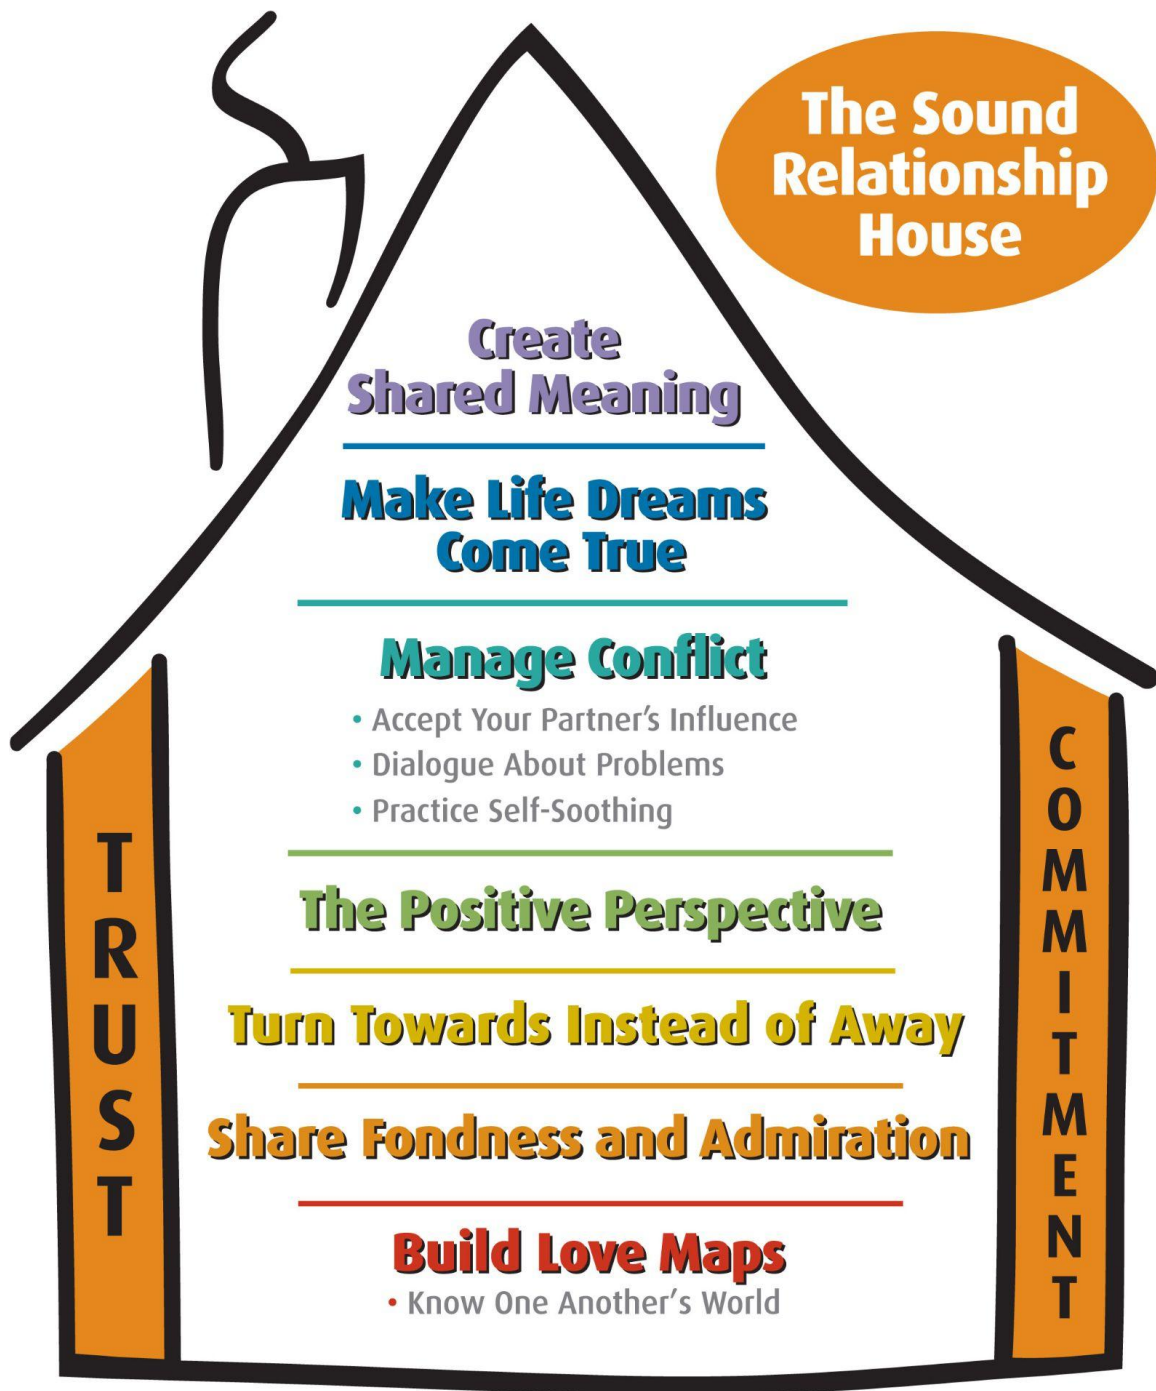 The Sound
Relationship
House
Create
Shared Meaning
Make Life Dreams
Come True
Manage Conflict
• Accept Your Partner's Influence
• Dialogue About Problems
• Practice Self-Soothing
The Positive Perspective
Turn Towards Instead of Away
Share Fondness and Admiration
Build Love Maps
• Know One Another's World
TRUST
COMMITMENT